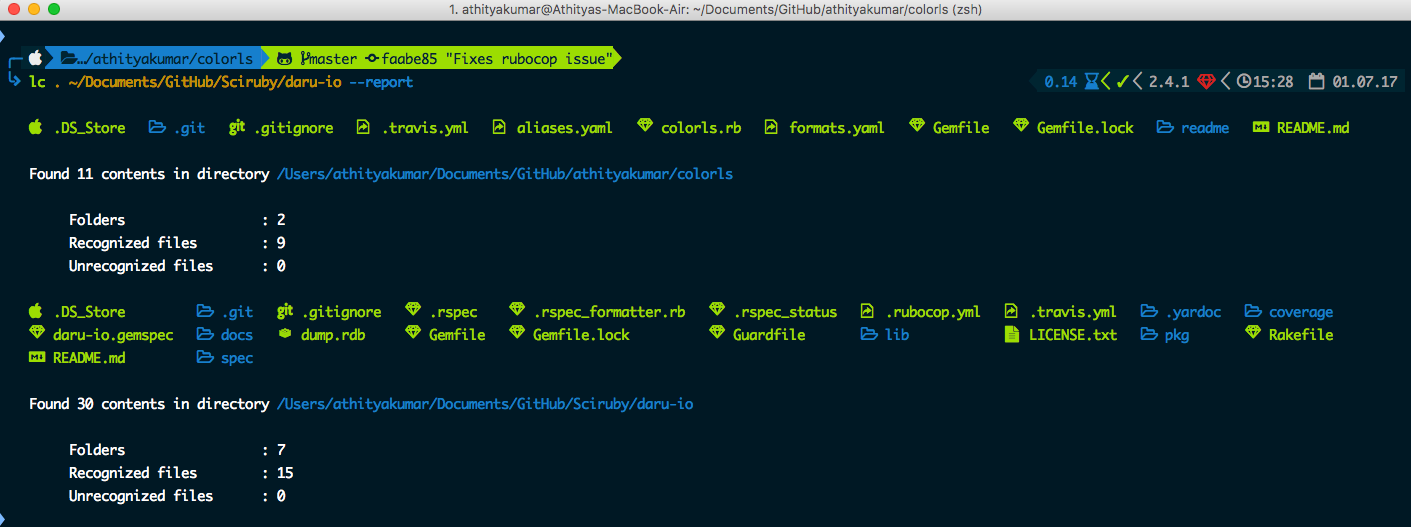 1. athityakumar@Athityas-MacBook-Air: ~/Documents/GitHub/athityakumar/colorls (zsh)
…/athityakumar/colorls master faabe85 "Fixes rubocop issue"
lc . ~/Documents/GitHub/Sciruby/daru-io --report 0.14 ✓ 2.4.1 15:28 01.07.17
.DS_Store .git git .gitignore .travis.yml aliases.yaml colorls.rb formats.yaml Gemfile Gemfile.lock readme README.md
Found 11 contents in directory /Users/athityakumar/Documents/GitHub/athityakumar/colorls
Folders : 2
Recognized files : 9
Unrecognized files : 0
.DS_Store .git git .gitignore .rspec .rspec_formatter.rb .rspec_status .rubocop.yml .travis.yml .yardoc coverage
daru-io.gemspec docs dump.rdb Gemfile Gemfile.lock Guardfile lib LICENSE.txt pkg Rakefile
README.md spec
Found 30 contents in directory /Users/athityakumar/Documents/GitHub/Sciruby/daru-io
Folders : 7
Recognized files : 15
Unrecognized files : 0